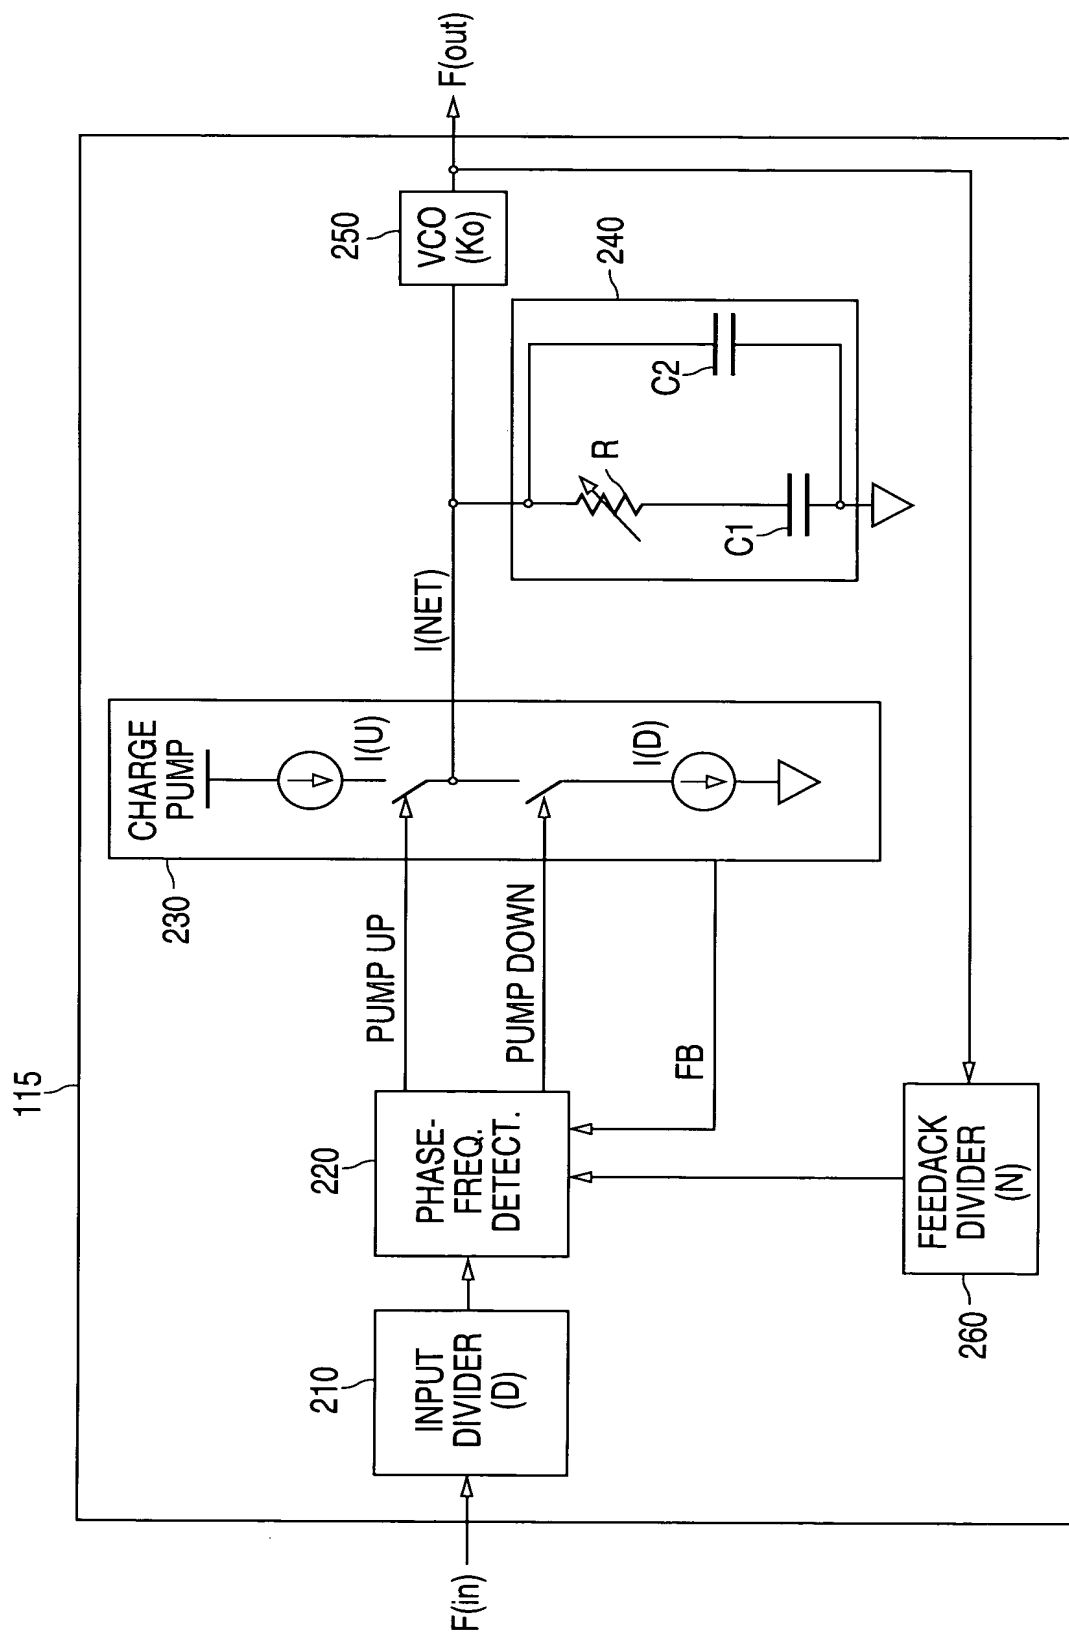 115
F(in)
210
INPUT
DIVIDER
(D)
220
PHASE-
FREQ.
DETECT.
PUMP UP
PUMP DOWN
FB
230
CHARGE
PUMP
I(U)
I(D)
I(NET)
240
R
C1
C2
250
VCO
(Ko)
F(out)
260
FEEDACK
DIVIDER
(N)